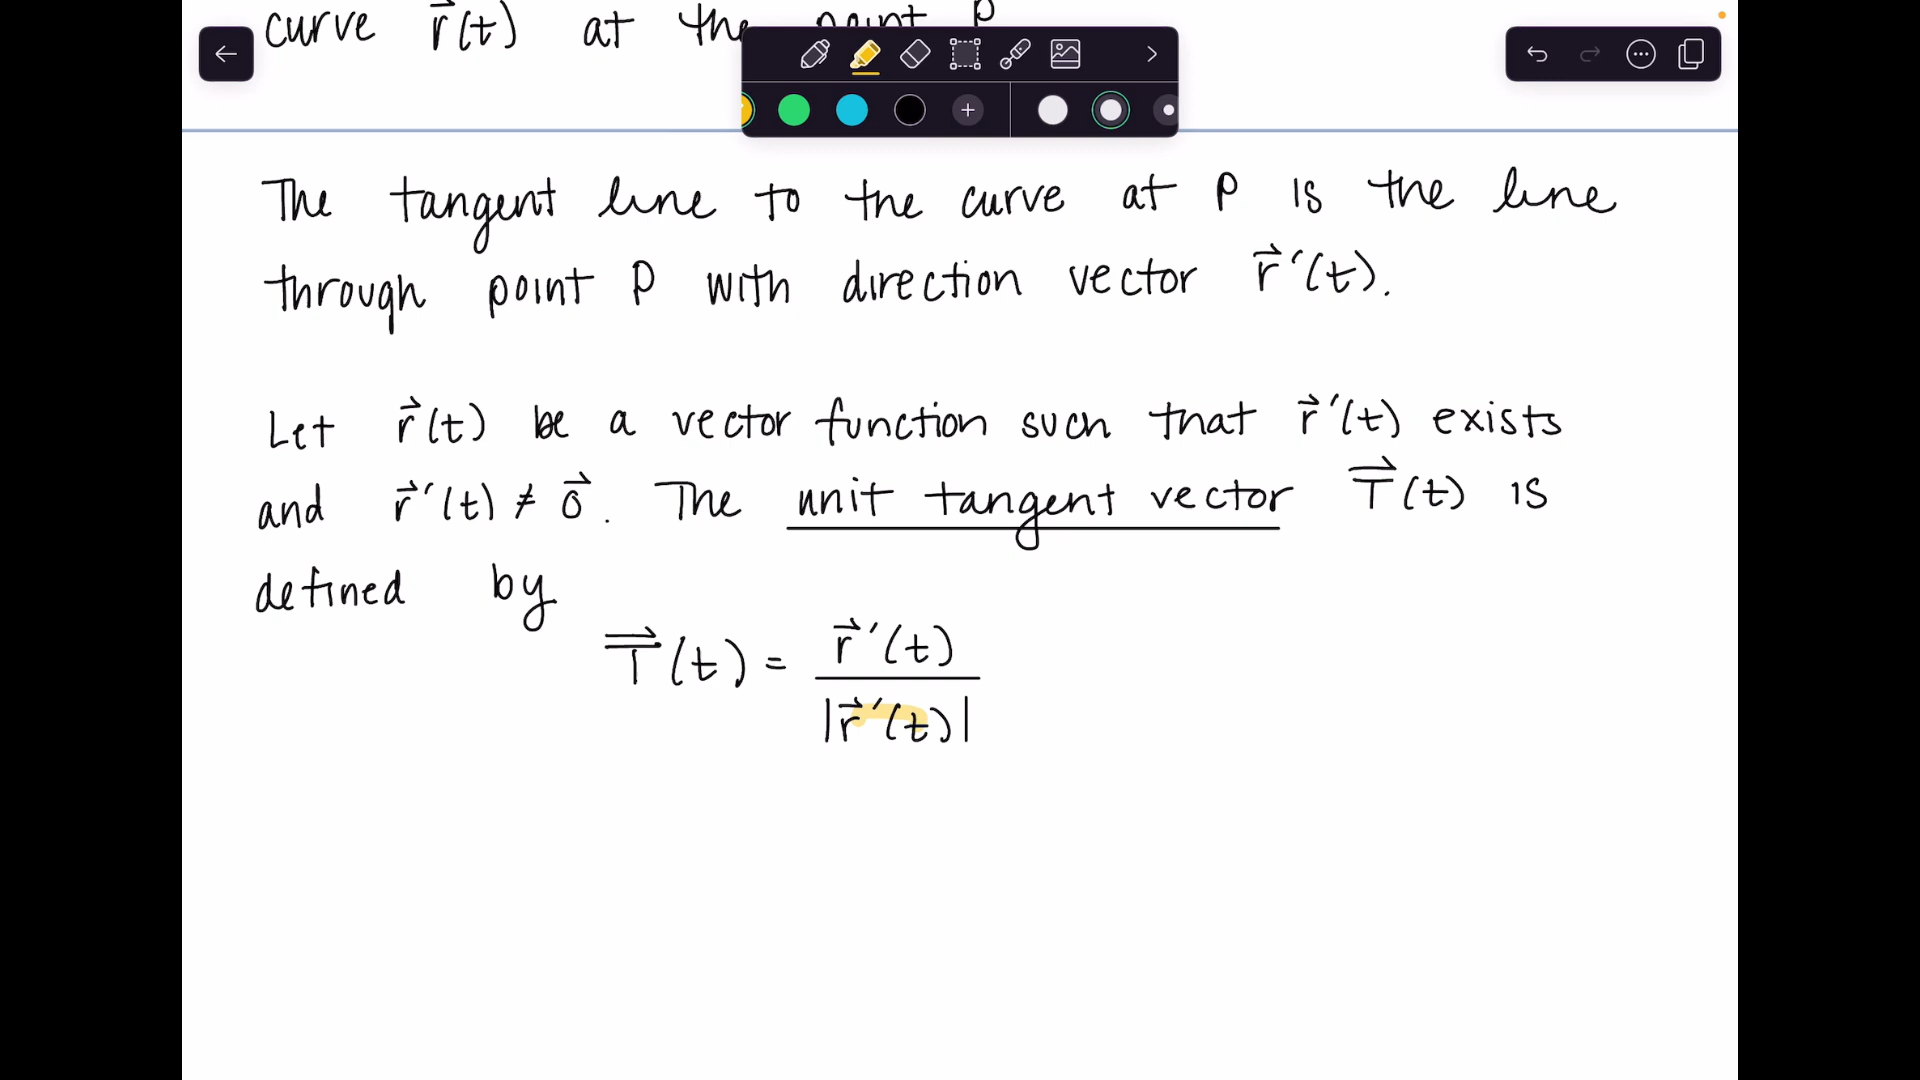 curve r⃗(t) at the point P
The tangent line to the curve at P is the line
through point P with direction vector r⃗′(t).
Let r⃗(t) be a vector function such that r⃗′(t) exists
and r⃗′(t) ≠ 0⃗. The unit tangent vector T⃗(t) is
defined by
T⃗(t) = r⃗′(t) / |r⃗′(t)|